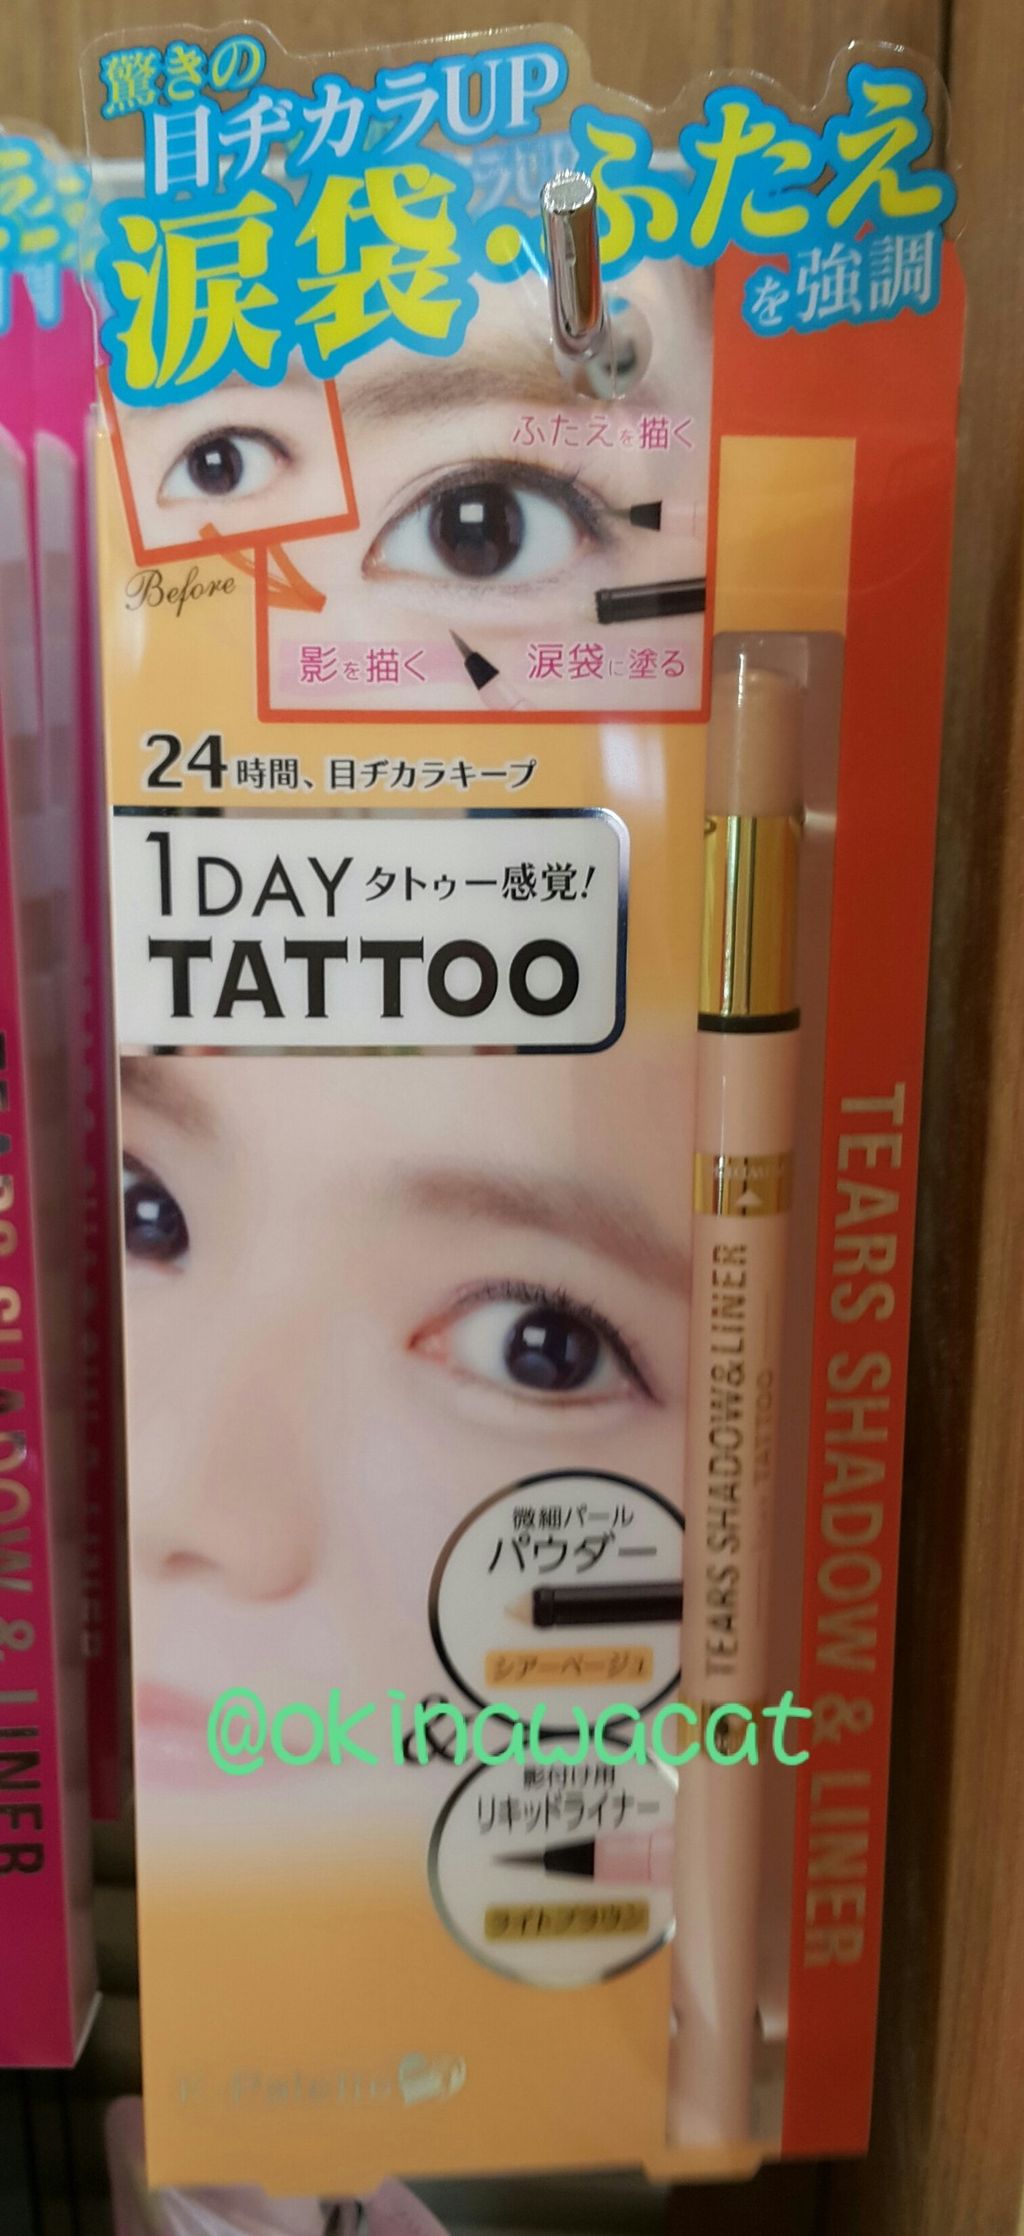 驚きの
目ヂカラUP
涙袋・ふたえ
を強調
ふたえを描く
Before
影を描く
涙袋に塗る
24時間、目ヂカラキープ
1DAY タトゥー感覚!
TATTOO
TEARS SHADOW & LINER
TEARS SHADOW&LINER
TATTOO
微細パール
パウダー
シアーベージュ
@okinawacat
&
影付け用
リキッドライナー
ライトブラウン
K-Palette